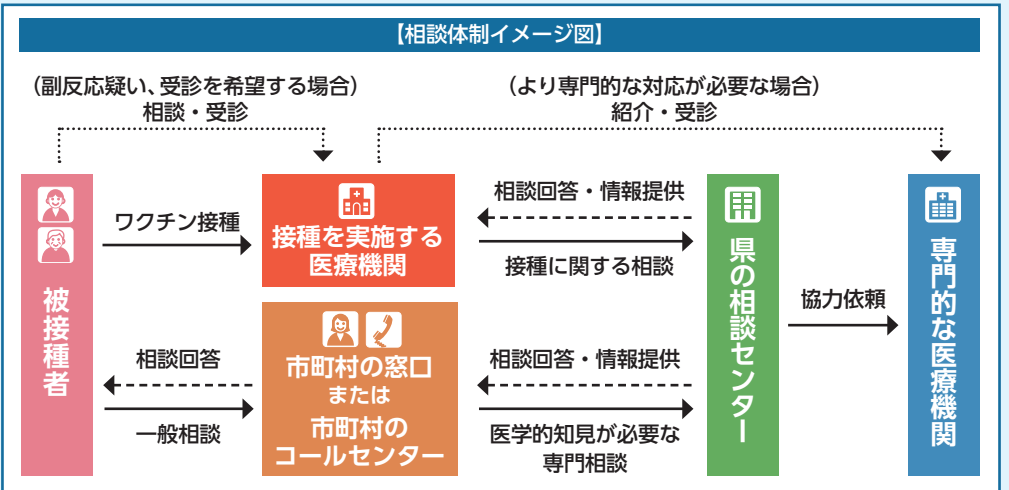 【相談体制イメージ図】
（副反応疑い、受診を希望する場合）
相談・受診
（より専門的な対応が必要な場合）
紹介・受診
被接種者
ワクチン接種
接種を実施する
医療機関
相談回答・情報提供
接種に関する相談
県の相談センター
協力依頼
専門的な医療機関
相談回答
一般相談
市町村の窓口
または
市町村の
コールセンター
相談回答・情報提供
医学的知見が必要な
専門相談